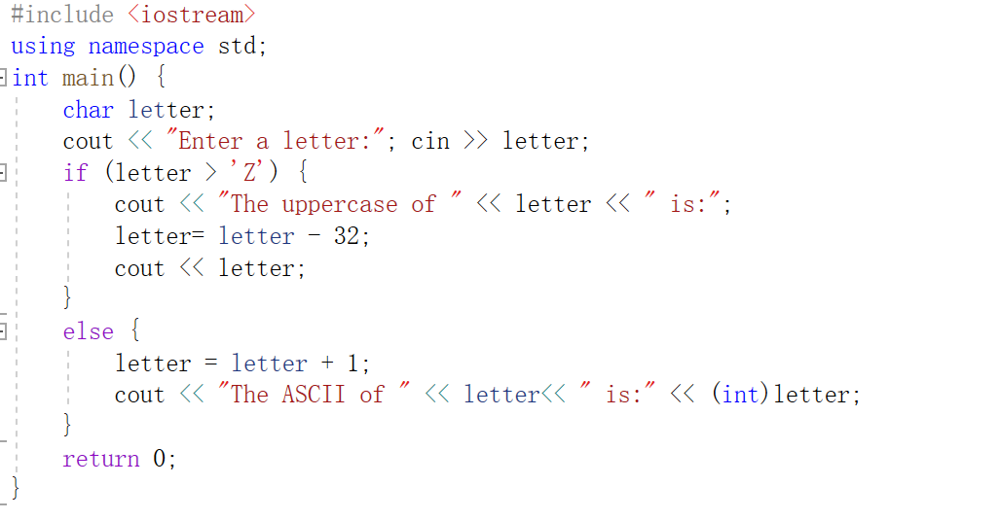 #include <iostream>
using namespace std;
int main() {
    char letter;
    cout << "Enter a letter:"; cin >> letter;
    if (letter > 'Z') {
        cout << "The uppercase of " << letter << " is:";
        letter= letter - 32;
        cout << letter;
    }
    else {
        letter = letter + 1;
        cout << "The ASCII of " << letter<< " is:" << (int)letter;
    }
    return 0;
}